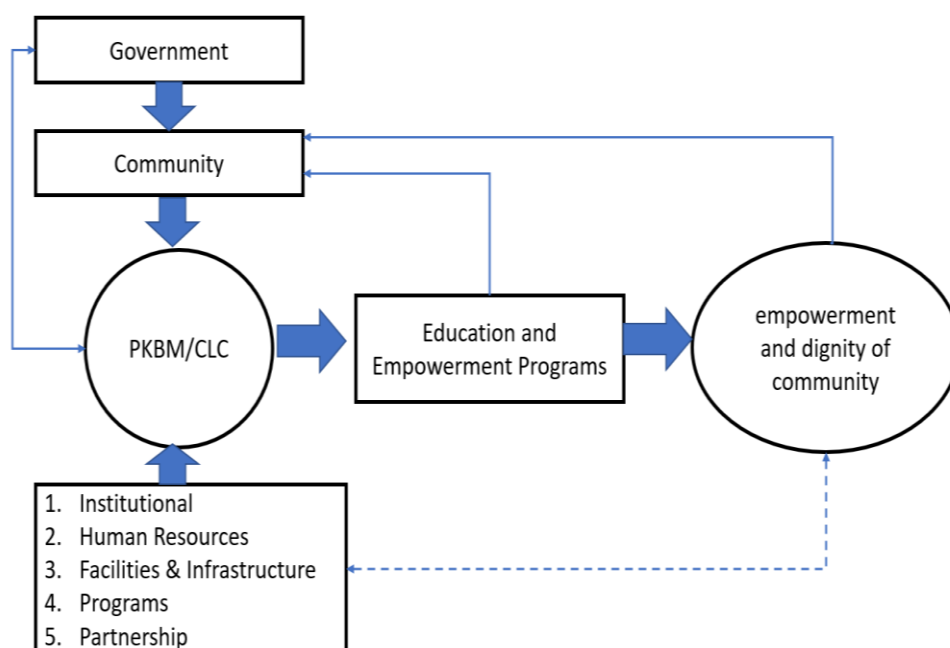 Government
Community
PKBM/CLC
Education and
Empowerment Programs
empowerment
and dignity of
community
1. Institutional
2. Human Resources
3. Facilities & Infrastructure
4. Programs
5. Partnership